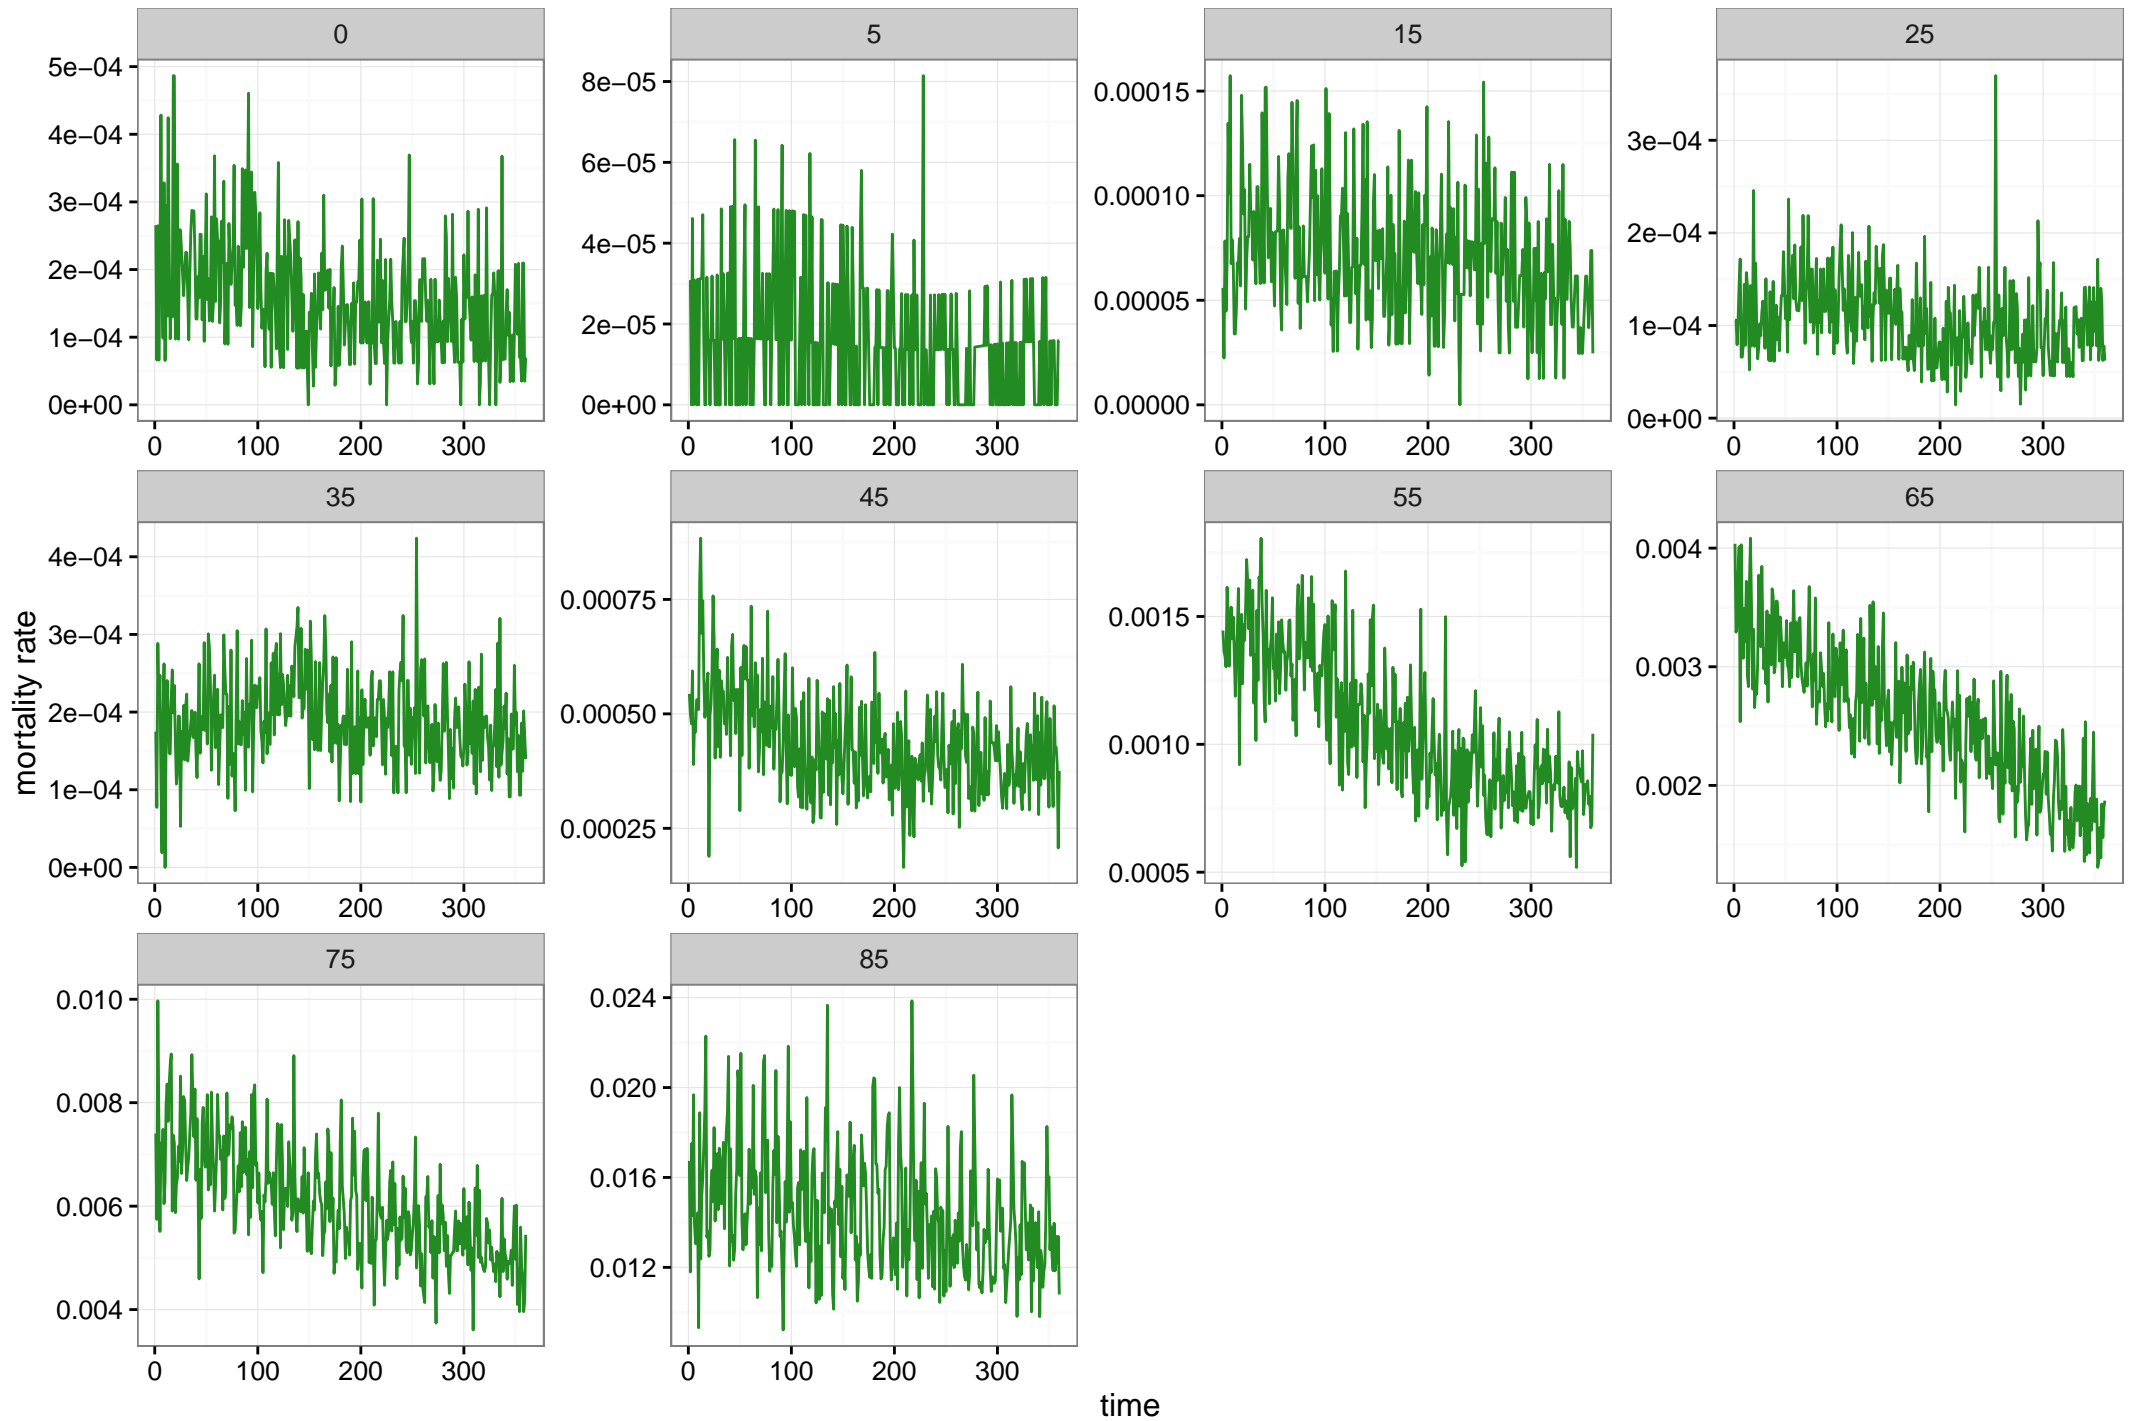 0 5 15 25
5e−04 8e−05 0.00015 3e−04
4e−04 6e−05 0.00010 2e−04
3e−04 4e−05 0.00005 1e−04
2e−04 2e−05 0.00000 0e+00
1e−04 0e+00
0e+00
0 100 200 300 0 100 200 300 0 100 200 300 0 100 200 300
35 45 55 65
4e−04 0.00075 0.0015 0.004
3e−04 0.00050 0.0010 0.003
2e−04 0.00025 0.0005 0.002
1e−04
0e+00
mortality rate
0 100 200 300 0 100 200 300 0 100 200 300 0 100 200 300
75 85
0.010 0.024
0.008 0.020
0.006 0.016
0.004 0.012
0 100 200 300 0 100 200 300
time